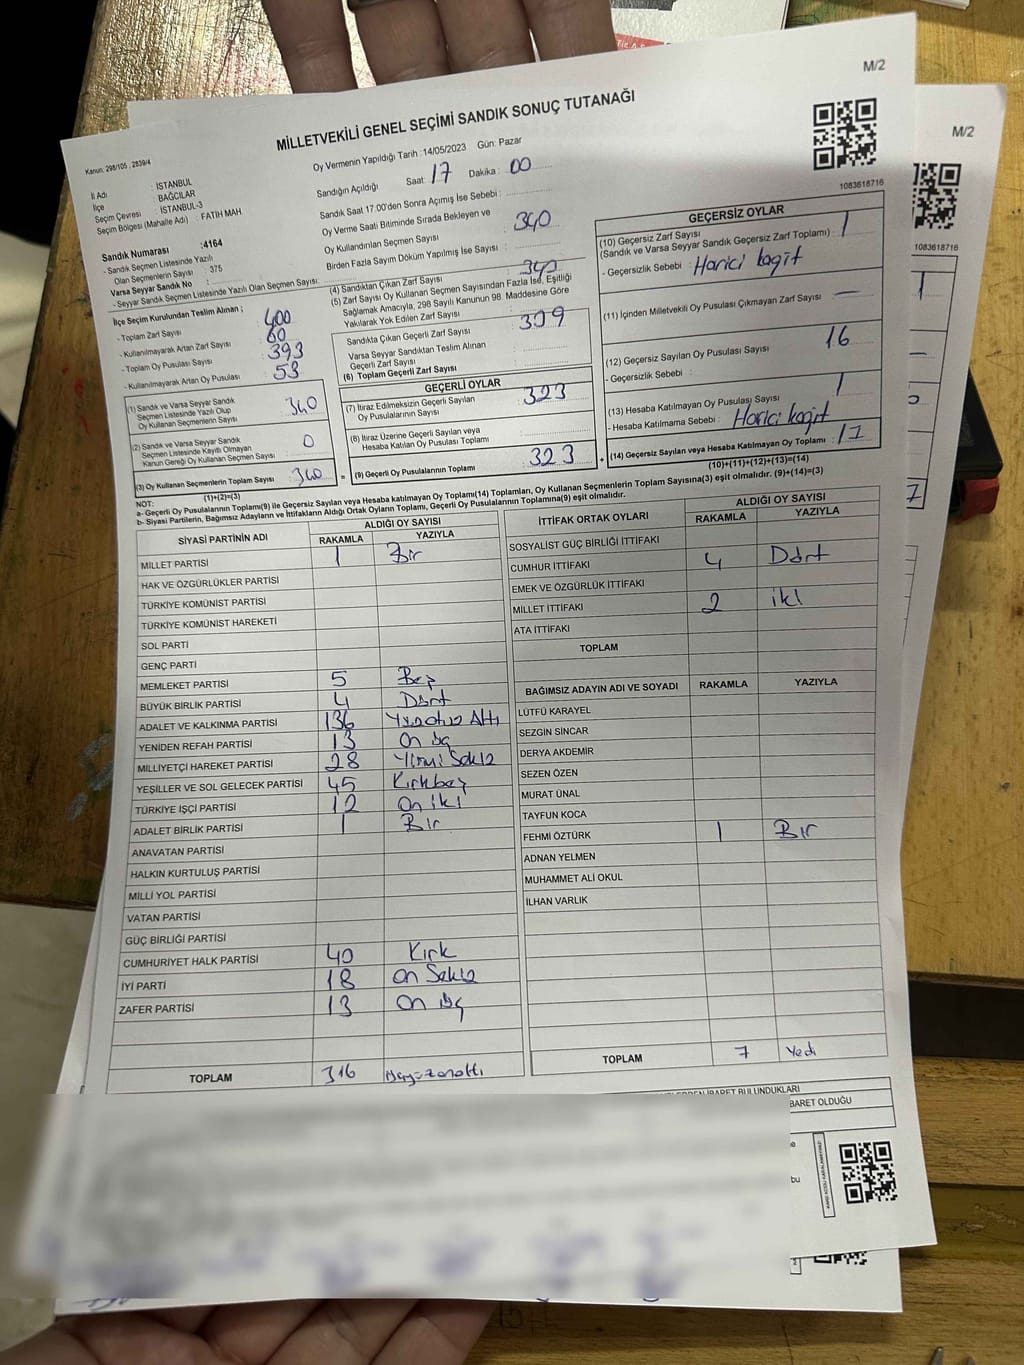 M/2
MİLLETVEKİLİ GENEL SEÇİMİ SANDIK SONUÇ TUTANAĞI
Kanun: 298/105 , 2839/4
Oy Vermenin Yapıldığı Tarih : 14/05/2023 Gün: Pazar
İl Adı : İSTANBUL
İlçe : BAĞCILAR
Seçim Çevresi : İSTANBUL-3
Seçim Bölgesi (Mahalle Adı) : FATİH MAH
Sandık Numarası : 4164
- Sandık Seçmen Listesinde Yazılı
Olan Seçmenlerin Sayısı : 375
Varsa Seyyar Sandık No :
- Seyyar Sandık Seçmen Listesinde Yazılı Olan Seçmen Sayısı:
Sandığın Açıldığı Saat: 17 Dakika : 00
Sandık Saat 17:00'den Sonra Açımış İse Sebebi :
Oy Verme Saati Bitiminde Sırada Bekleyen ve
Oy Kullandırılan Seçmen Sayısı 340
Birden Fazla Sayım Döküm Yapılmış İse Sayısı :
İlçe Seçim Kurulundan Teslim Alınan ;
- Toplam Zarf Sayısı : 400
- Kullanılmayarak Artan Zarf Sayısı : 60
- Toplam Oy Pusulası Sayısı : 393
- Kullanılmayarak Artan Oy Pusulası : 53
(1) Sandık ve Varsa Seyyar Sandık
Seçmen Listesinde Yazılı Olup
Oy Kullanan Seçmenlerin Sayısı : 340
(2) Sandık ve Varsa Seyyar Sandık
Seçmen Listesinde Kayıtlı Olmayan
Kanun Gereği Oy Kullanan Seçmen Sayısı : 0
(3) Oy Kullanan Seçmenlerin Toplam Sayısı : 340
(1)+(2)=(3)
(4) Sandıktan Çıkan Zarf Sayısı : 340
(5) Zarf Sayısı Oy Kullanan Seçmen Sayısından Fazla İse, Eşitliği
Sağlamak Amacıyla, 298 Sayılı Kanunun 98. Maddesine Göre
Yakılarak Yok Edilen Zarf Sayısı :
Sandıkta Çıkan Geçerli Zarf Sayısı : 309
Varsa Seyyar Sandıktan Teslim Alınan
Geçerli Zarf Sayısı :
(6) Toplam Geçerli Zarf Sayısı :
GEÇERLİ OYLAR
(7) İtiraz Edilmeksizin Geçerli Sayılan
Oy Pusulalarının Sayısı : 323
(8) İtiraz Üzerine Geçerli Sayılan veya
Hesaba Katılan Oy Pusulası Toplamı :
= (9) Geçerli Oy Pusulalarının Toplamı : 323 +
1083618716
GEÇERSİZ OYLAR
(10) Geçersiz Zarf Sayısı
(Sandık ve Varsa Seyyar Sandık Geçersiz Zarf Toplamı) : 1
- Geçersizlik Sebebi : Harici kagıt
(11) İçinden Milletvekili Oy Pusulası Çıkmayan Zarf Sayısı : —
(12) Geçersiz Sayılan Oy Pusulası Sayısı : 16
- Geçersizlik Sebebi :
(13) Hesaba Katılmayan Oy Pusulası Sayısı : 1
- Hesaba Katılmama Sebebi : Harici kağıt
(14) Geçersiz Sayılan veya Hesaba Katılmayan Oy Toplamı : 17
(10)+(11)+(12)+(13)=(14)
NOT:
a- Geçerli Oy Pusulalarının Toplamı(9) ile Geçersiz Sayılan veya Hesaba katılmayan Oy Toplamı(14) Toplamları, Oy Kullanan Seçmenlerin Toplam Sayısına(3) eşit olmalıdır. (9)+(14)=(3)
b- Siyasi Partilerin, Bağımsız Adayların ve İttifakların Aldığı Ortak Oyların Toplamı, Geçerli Oy Pusulalarının Toplamına(9) eşit olmalıdır.
SİYASİ PARTİNİN ADI ALDIĞI OY SAYISI
RAKAMLA YAZIYLA
MİLLET PARTİSİ 1 Bir
HAK VE ÖZGÜRLÜKLER PARTİSİ
TÜRKİYE KOMÜNİST PARTİSİ
TÜRKİYE KOMÜNİST HAREKETİ
SOL PARTİ
GENÇ PARTİ
MEMLEKET PARTİSİ 5 Beş
BÜYÜK BİRLİK PARTİSİ 4 Dört
ADALET VE KALKINMA PARTİSİ 136 Yüzotuz Altı
YENİDEN REFAH PARTİSİ 13 On üç
MİLLİYETÇİ HAREKET PARTİSİ 28 Yirmi Sekiz
YEŞİLLER VE SOL GELECEK PARTİSİ 45 Kırkbeş
TÜRKİYE İŞÇİ PARTİSİ 12 On iki
ADALET BİRLİK PARTİSİ 1 Bir
ANAVATAN PARTİSİ
HALKIN KURTULUŞ PARTİSİ
MİLLİ YOL PARTİSİ
VATAN PARTİSİ
GÜÇ BİRLİĞİ PARTİSİ
CUMHURİYET HALK PARTİSİ 40 Kırk
İYİ PARTİ 18 On Sekiz
ZAFER PARTİSİ 13 On üç
TOPLAM 316 üçyüzonaltı
İTTİFAK ORTAK OYLARI ALDIĞI OY SAYISI
RAKAMLA YAZIYLA
SOSYALİST GÜÇ BİRLİĞİ İTTİFAKI
CUMHUR İTTİFAKI 4 Dört
EMEK VE ÖZGÜRLÜK İTTİFAKI
MİLLET İTTİFAKI 2 iki
ATA İTTİFAKI
TOPLAM
BAĞIMSIZ ADAYIN ADI VE SOYADI RAKAMLA YAZIYLA
LÜTFÜ KARAYEL
SEZGİN SİNCAR
DERYA AKDEMİR
SEZEN ÖZEN
MURAT ÜNAL
TAYFUN KOCA
FEHMİ ÖZTÜRK 1 Bir
ADNAN YELMEN
MUHAMMET ALİ OKUL
İLHAN VARLIK
TOPLAM 7 Yedi
BARET OLDUĞU
bu
M/2
1083618716